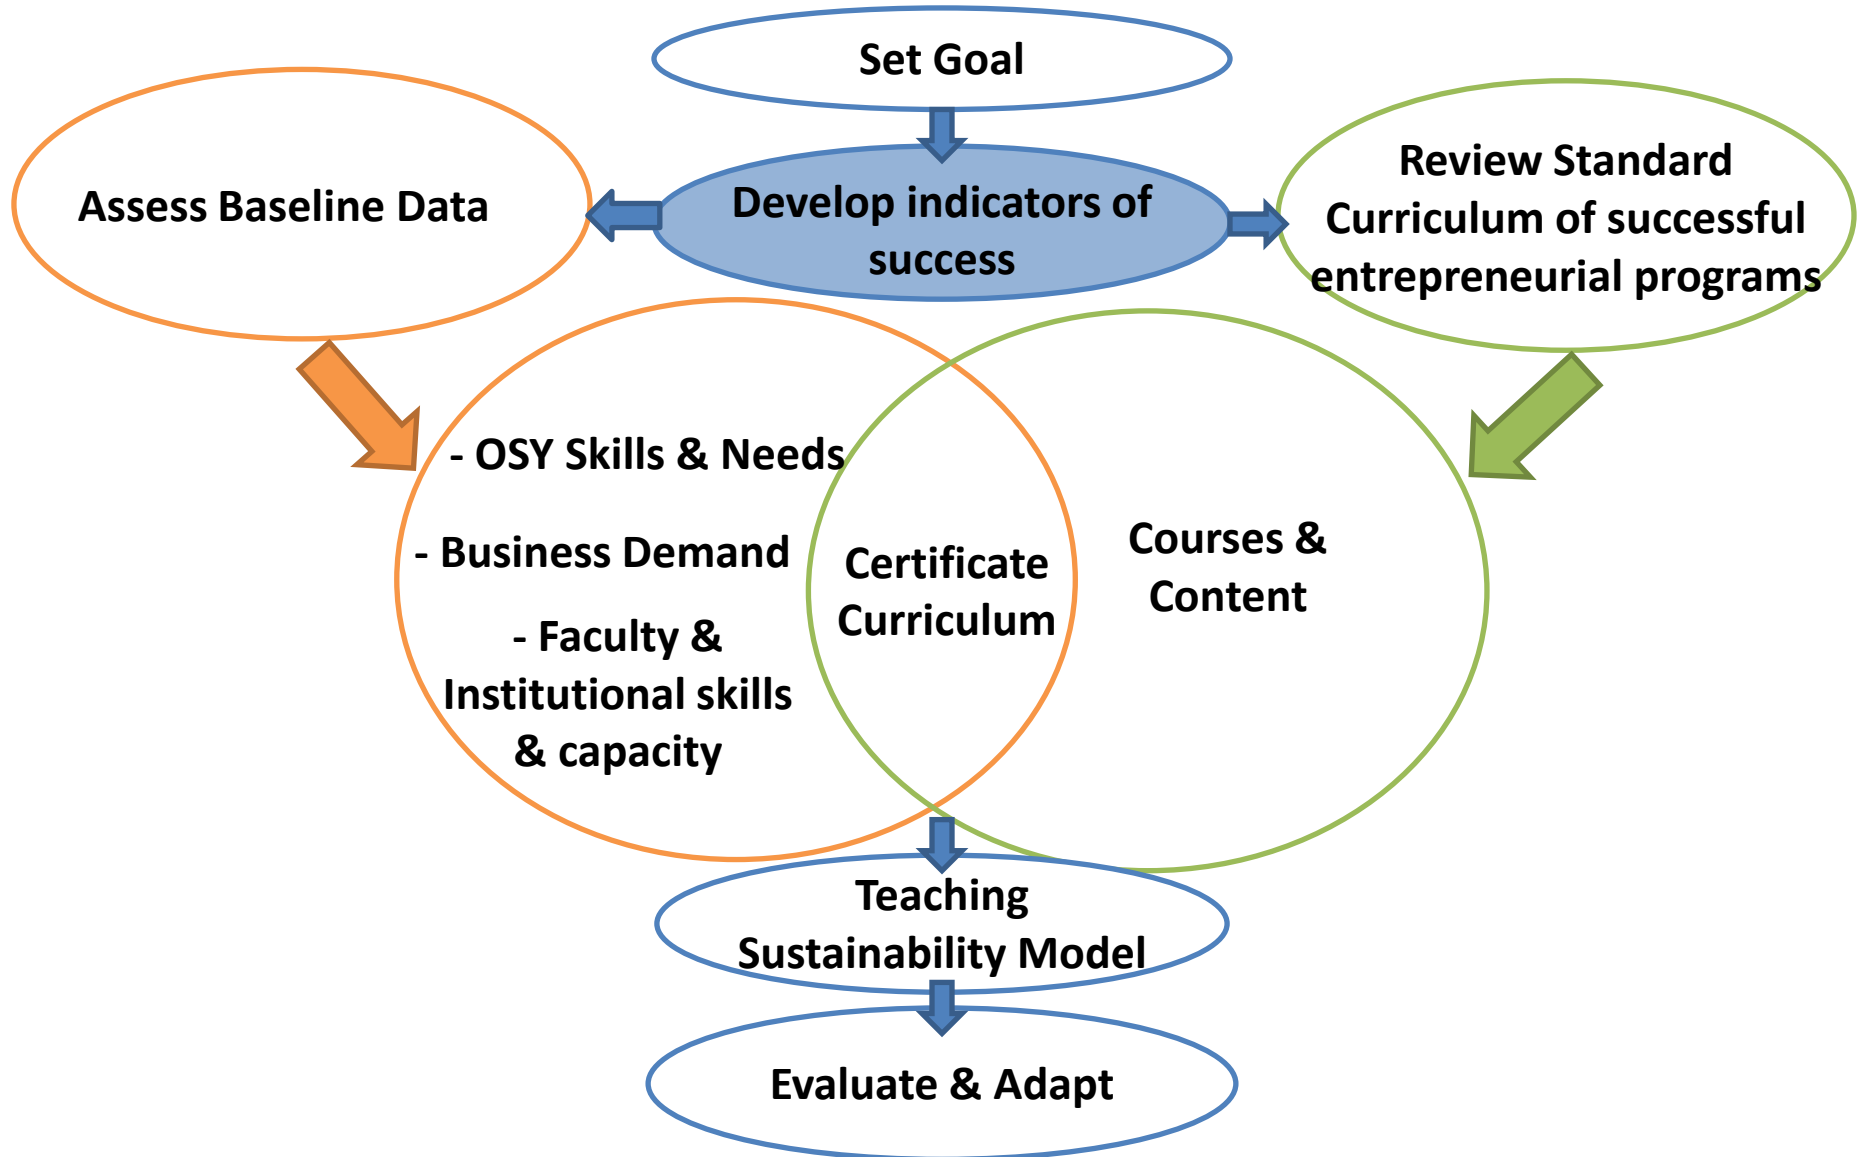 Set Goal
Assess Baseline Data
Develop indicators of
success
Review Standard
Curriculum of successful
entrepreneurial programs
- OSY Skills & Needs
- Business Demand
- Faculty &
Institutional skills
& capacity
Certificate
Curriculum
Courses &
Content
Teaching
Sustainability Model
Evaluate & Adapt